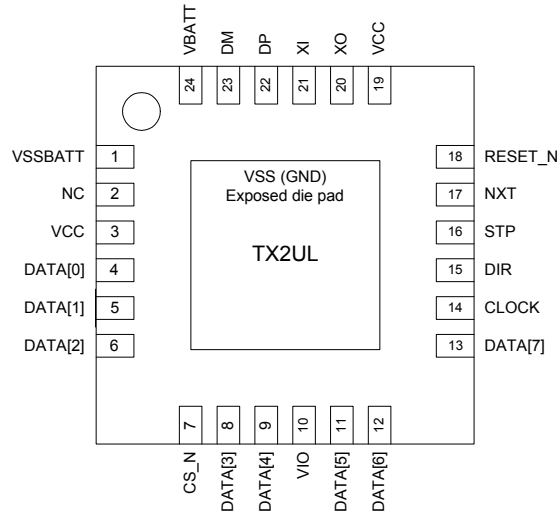 VBATT
DM
DP
XI
XO
VCC
24
23
22
21
20
19
VSSBATT 1
NC 2
VCC 3
DATA[0] 4
DATA[1] 5
DATA[2] 6
VSS (GND)
Exposed die pad
TX2UL
18 RESET_N
17 NXT
16 STP
15 DIR
14 CLOCK
13 DATA[7]
7
8
9
10
11
12
CS_N
DATA[3]
DATA[4]
VIO
DATA[5]
DATA[6]